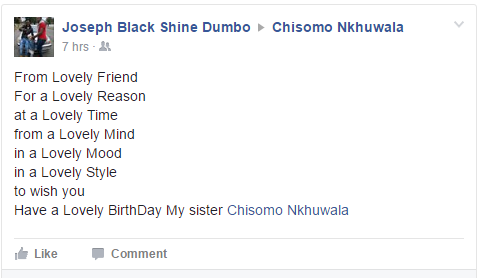 Joseph Black Shine Dumbo ▸ Chisomo Nkhuwala
7 hrs ·
From Lovely Friend
For a Lovely Reason
at a Lovely Time
from a Lovely Mind
in a Lovely Mood
in a Lovely Style
to wish you
Have a Lovely BirthDay My sister Chisomo Nkhuwala
Like Comment